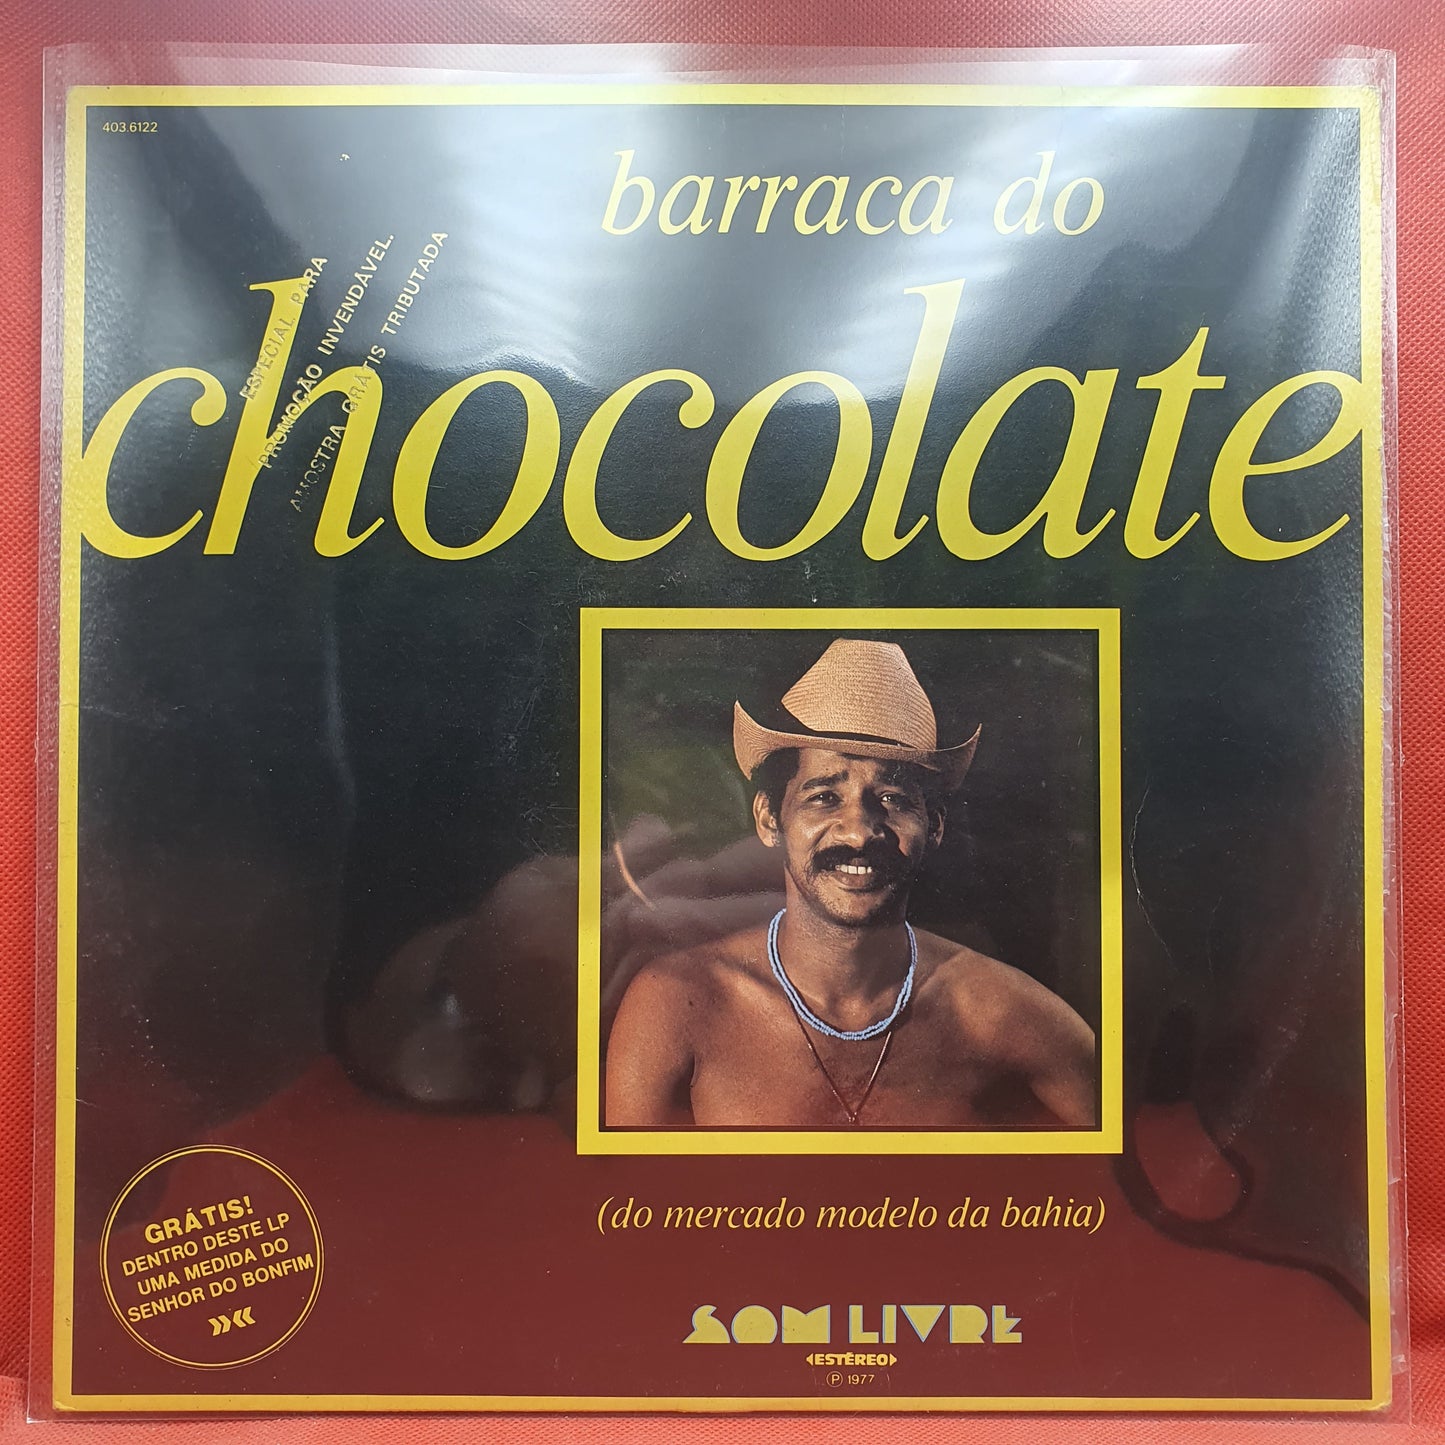 403.6122
barraca do
chocolate
ESPECIAL PARA
PROMOÇÃO INVENDÁVEL.
AMOSTRA GRÁTIS TRIBUTADA
(do mercado modelo da bahia)
GRÁTIS!
DENTRO DESTE LP
UMA MEDIDA DO
SENHOR DO BONFIM
SOM LIVRE
ESTÉREO
℗ 1977